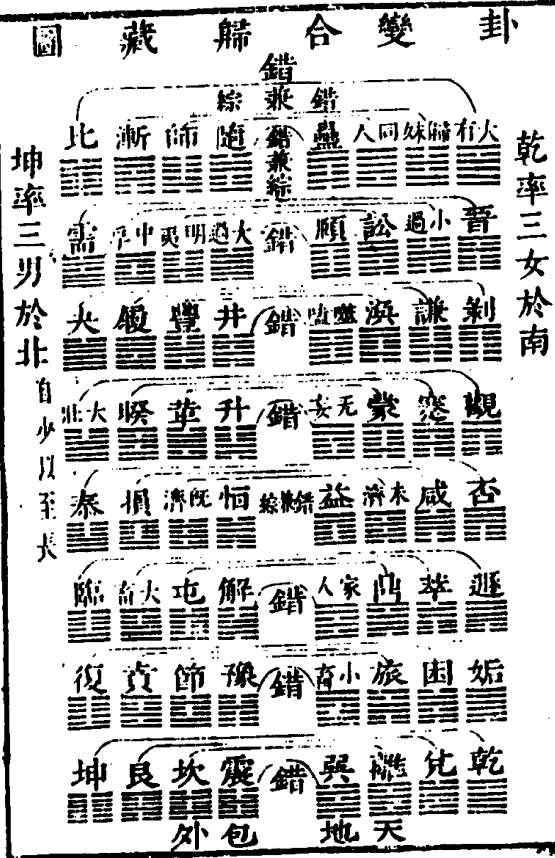 卦變合歸藏圖
乾率三女於南
錯
錯兼綜
大有 歸妹 同人 蠱 錯兼綜 隨 師 漸 比
晉 小過 訟 頤 錯 大過 明夷 中孚 需
剝 謙 渙 噬嗑 錯 井 豐 履 夬
觀 蹇 蒙 无妄 錯 升 革 睽 大壯
否 咸 未濟 益 錯兼綜 恒 既濟 損 泰
遯 萃 鼎 家人 錯 解 屯 大畜 臨
姤 困 旅 小畜 錯 豫 節 賁 復
乾 兌 離 巽 錯 震 坎 艮 坤
天地包外
坤率三男於北自少以至長